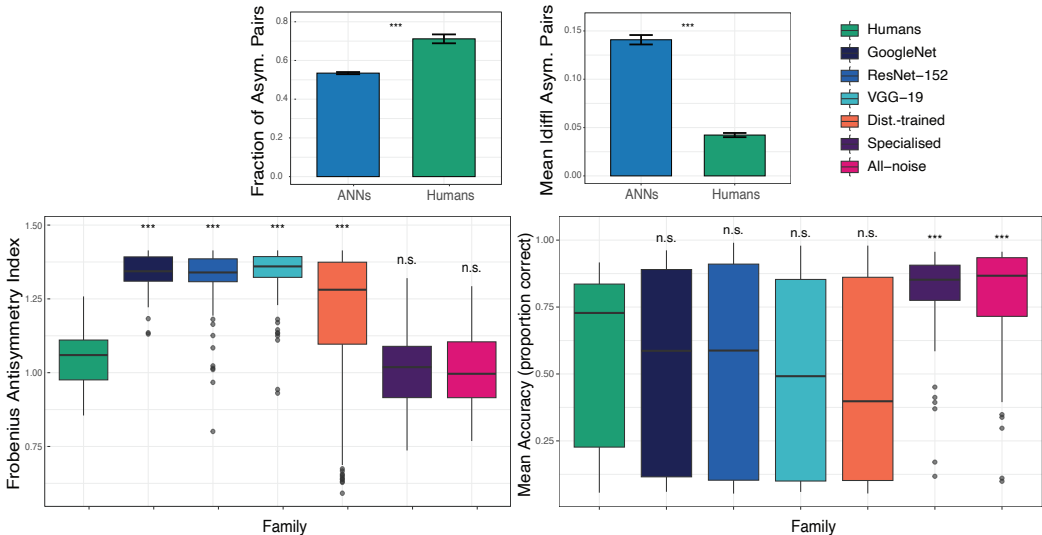 Fraction of Asym. Pairs
0.8
0.6
0.4
0.2
0.0
***
ANNs
Humans
Mean |diff| Asym. Pairs
0.15
0.10
0.05
0.00
***
ANNs
Humans
Humans
GoogleNet
ResNet-152
VGG-19
Dist.-trained
Specialised
All-noise
Frobenius Antisymmetry Index
1.50
1.25
1.00
0.75
***
***
***
***
n.s.
n.s.
Family
Mean Accuracy (proportion correct)
1.00
0.75
0.50
0.25
n.s.
n.s.
n.s.
n.s.
***
***
Family